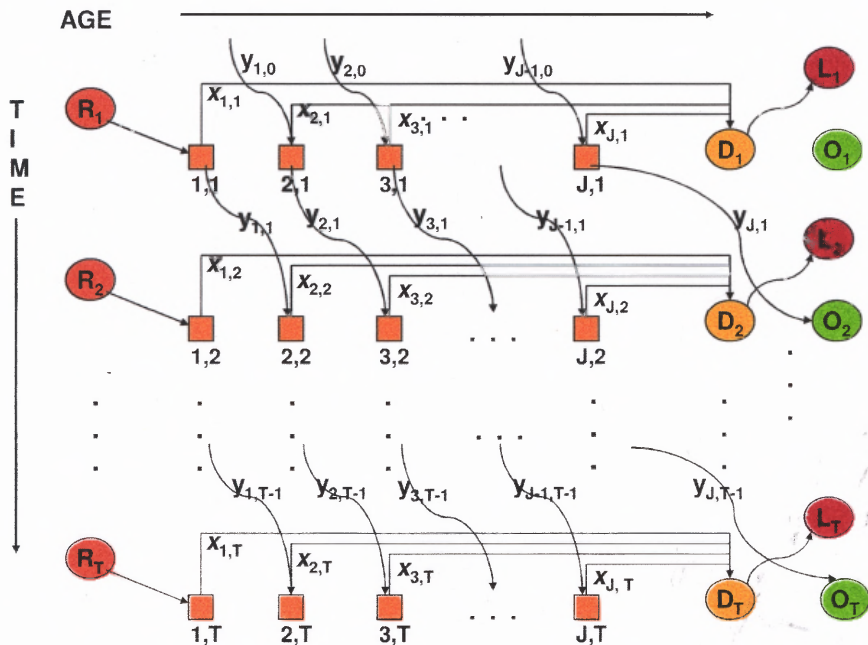 AGE
TIME
y1,0 y2,0 yJ-1,0 L1
R1 x1,1 x2,1 x3,1 . . . xJ,1 D1 O1
1,1 2,1 3,1 J,1
y1,1 y2,1 y3,1 yJ-1,1 yJ,1 L2
R2 x1,2 x2,2 x3,2 xJ,2 D2 O2
1,2 2,2 3,2 . . . J,2
. . .
y1,T-1 y2,T-1 y3,T-1 yJ-1,T-1 yJ,T-1 LT
RT x1,T x2,T x3,T xJ,T DT OT
1,T 2,T 3,T . . . J,T